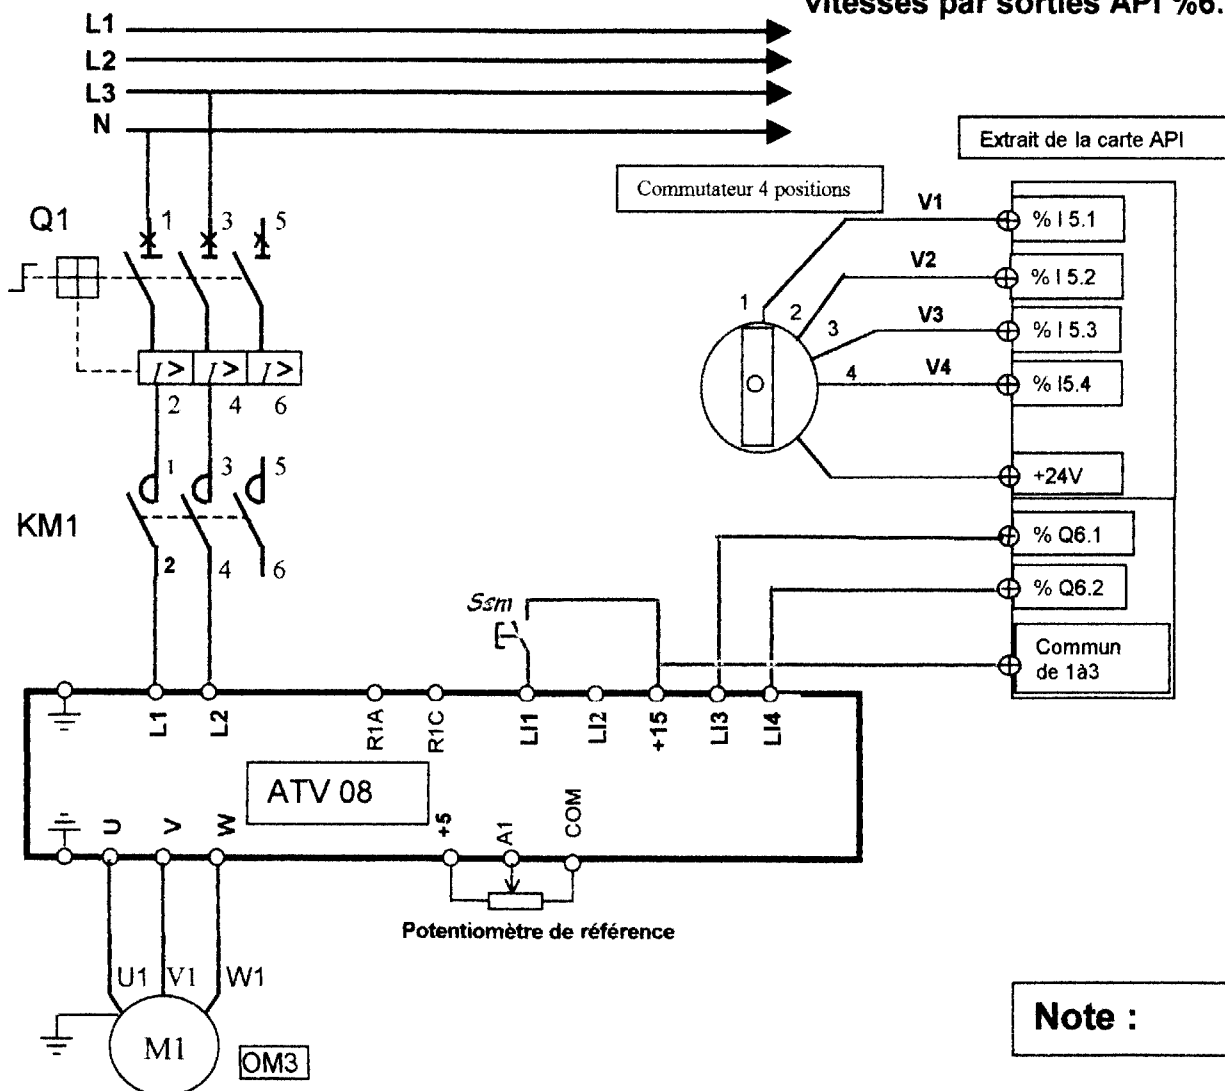 vitesses par sorties API %6.
L1
L2
L3
N
Extrait de la carte API
Commutateur 4 positions
Q1
1
3
5
V1
% I 5.1
V2
% I 5.2
V3
% I 5.3
V4
% I5.4
1
2
3
4
+24V
2
4
6
KM1
1
3
5
2
4
6
% Q6.1
% Q6.2
Ssm
Commun
de 1à3
L1
L2
R1A
R1C
LI1
LI2
+15
LI3
LI4
ATV 08
U
V
W
+5
A1
COM
Potentiomètre de référence
U1
V1
W1
M1
OM3
Note :